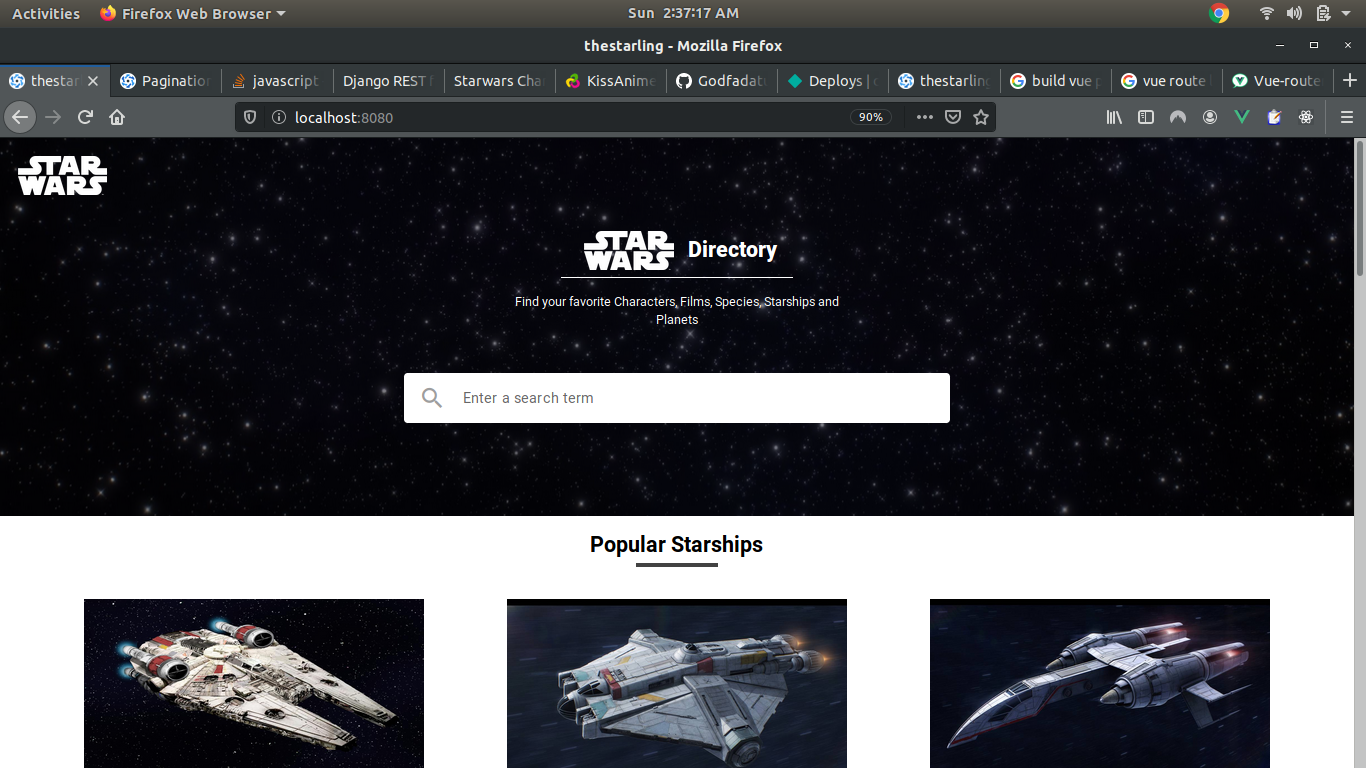 Activities Firefox Web Browser Sun 2:37:17 AM
thestarling - Mozilla Firefox
thestar Pagination javascript Django REST f Starwars Cha KissAnime Godfadatu Deploys | c thestarling build vue p vue route Vue-route
localhost:8080 90%
STAR
WARS
STAR
WARS Directory
Find your favorite Characters, Films, Species, Starships and
Planets
Enter a search term
Popular Starships